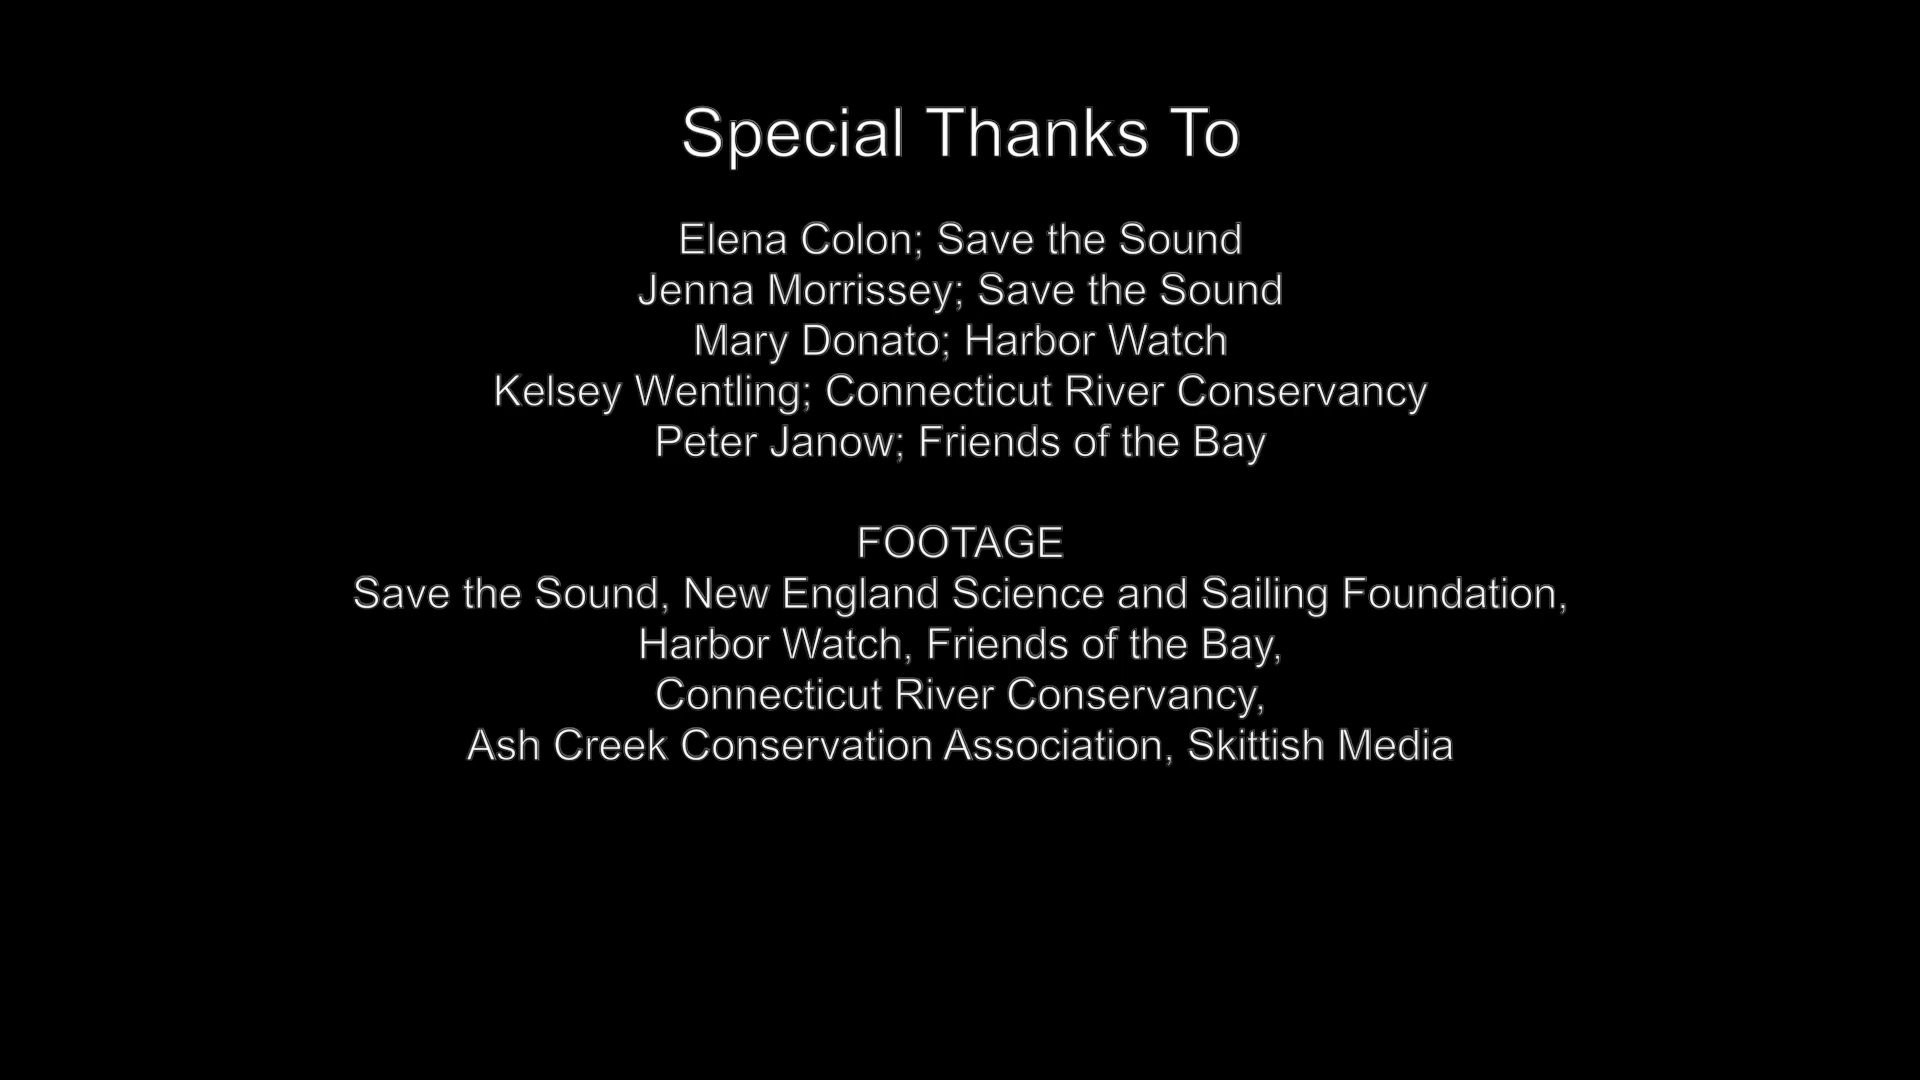 Special Thanks To
Elena Colon; Save the Sound
Jenna Morrissey; Save the Sound
Mary Donato; Harbor Watch
Kelsey Wentling; Connecticut River Conservancy
Peter Janow; Friends of the Bay
FOOTAGE
Save the Sound, New England Science and Sailing Foundation,
Harbor Watch, Friends of the Bay,
Connecticut River Conservancy,
Ash Creek Conservation Association, Skittish Media